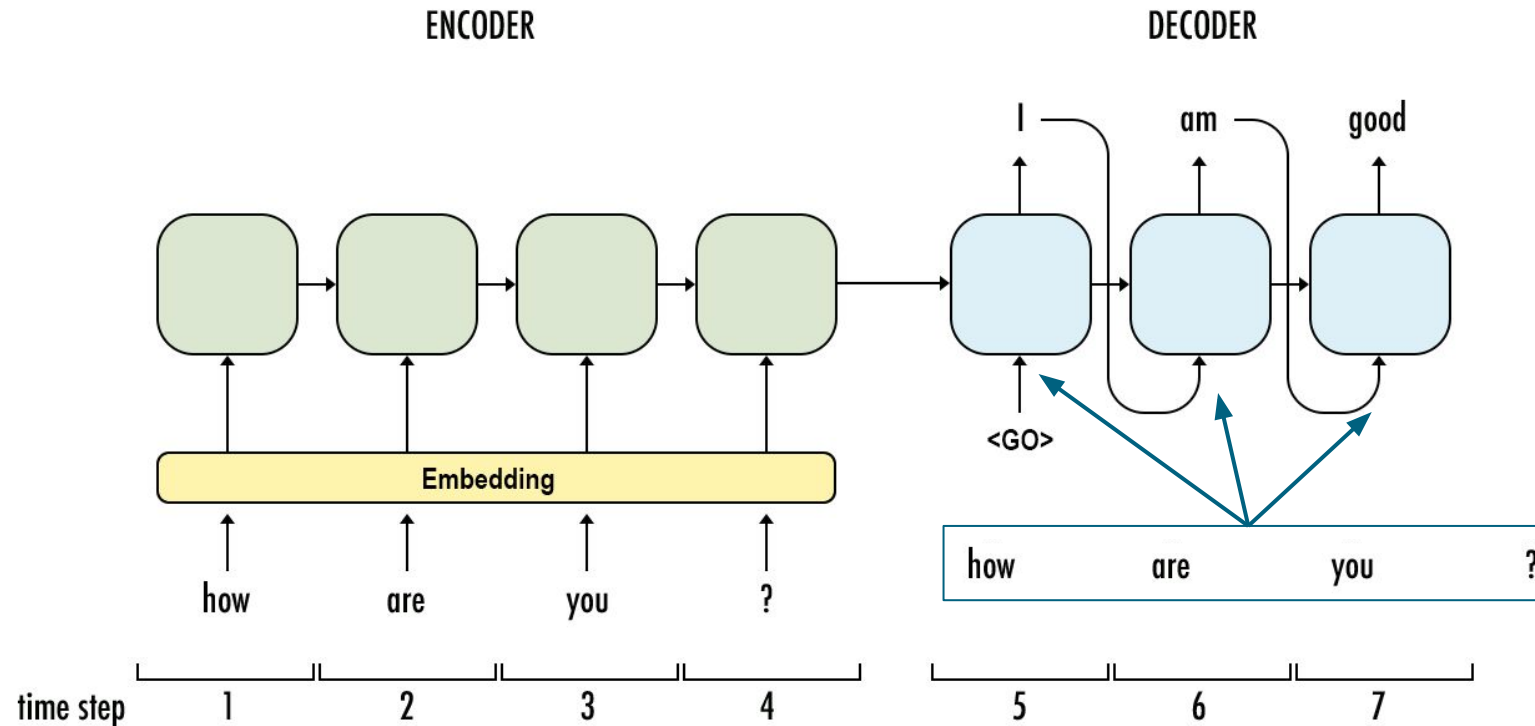 ENCODER DECODER
I am good
<GO>
Embedding
how are you ?
how are you ?
time step 1 2 3 4 5 6 7